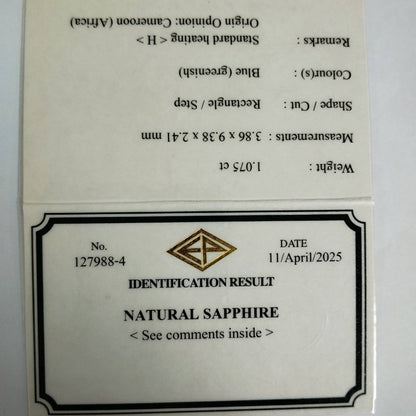 Weight : 1.075 ct
Measurements : 3.86 x 9.38 x 2.41 mm
Shape / Cut : Rectangle / Step
Colour(s) : Blue (greenish)
Remarks : Standard heating < H >
Origin Opinion: Cameroon (Africa)
No.
127988-4
DATE
11/April/2025
IDENTIFICATION RESULT
NATURAL SAPPHIRE
< See comments inside >